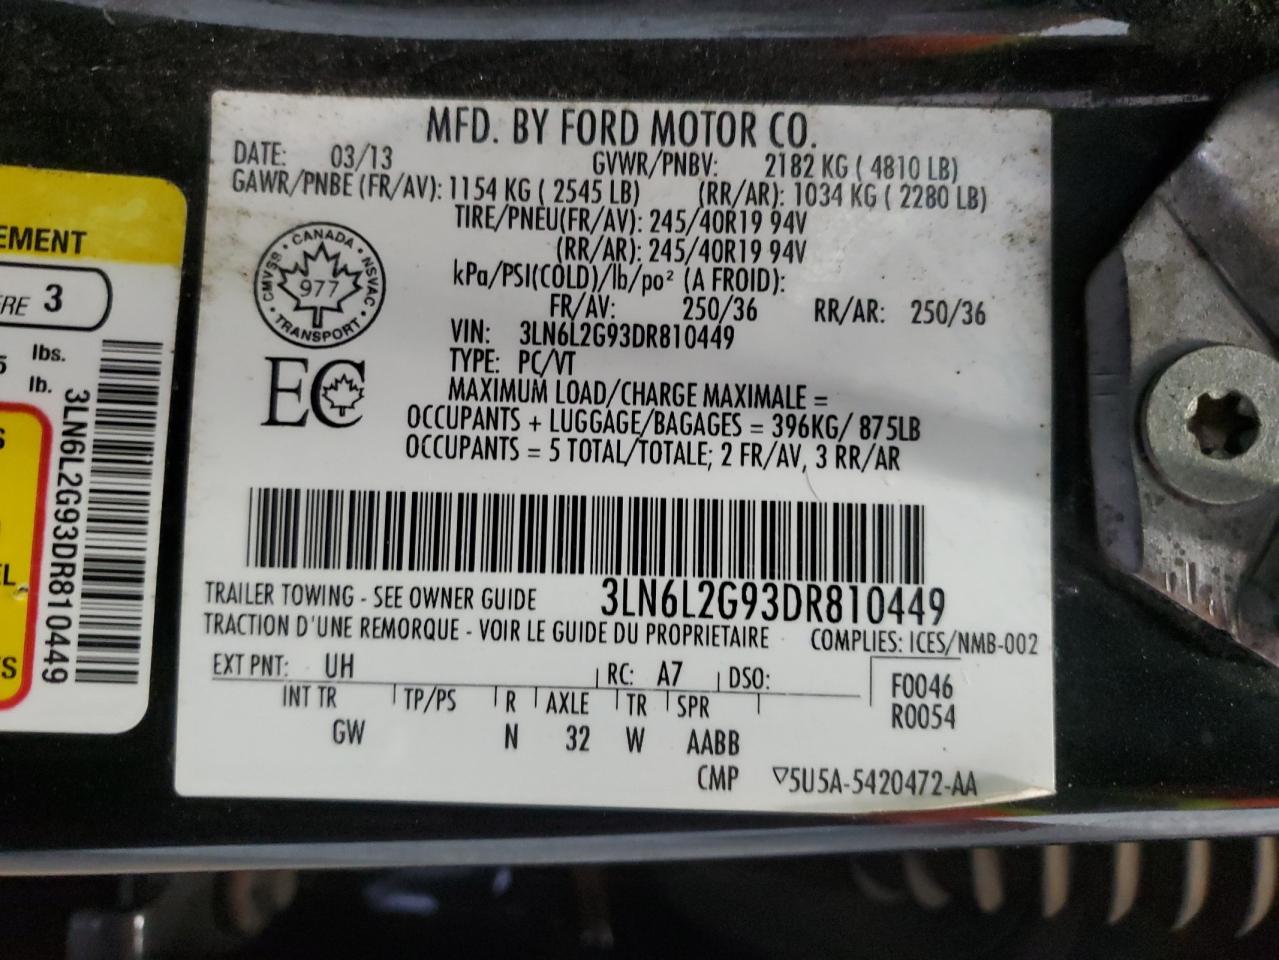 MFD. BY FORD MOTOR CO.
DATE: 03/13 GVWR/PNBV: 2182 KG ( 4810 LB)
GAWR/PNBE (FR/AV): 1154 KG ( 2545 LB) (RR/AR): 1034 KG ( 2280 LB)
TIRE/PNEU(FR/AV): 245/40R19 94V
(RR/AR): 245/40R19 94V
kPa/PSI(COLD)/lb/po² (A FROID):
FR/AV: 250/36 RR/AR: 250/36
CANADA
CMVSS NSVAC
977
TRANSPORT
VIN: 3LN6L2G93DR810449
TYPE: PC/VT
EC
MAXIMUM LOAD/CHARGE MAXIMALE =
OCCUPANTS + LUGGAGE/BAGAGES = 396KG/ 875LB
OCCUPANTS = 5 TOTAL/TOTALE; 2 FR/AV, 3 RR/AR
TRAILER TOWING - SEE OWNER GUIDE 3LN6L2G93DR810449
TRACTION D'UNE REMORQUE - VOIR LE GUIDE DU PROPRIETAIRE COMPLIES: ICES/NMB-002
EXT PNT: UH RC: A7 DSO:
F0046
INT TR TP/PS R AXLE TR SPR
R0054
GW N 32 W AABB
CMP ▽5U5A-5420472-AA
EMENT
3
lbs.
lb.
3LN6L2G93DR810449